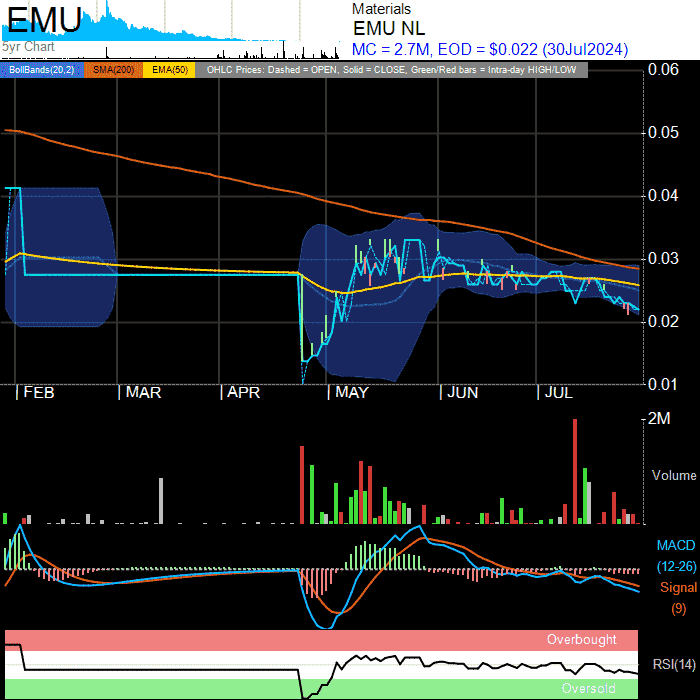 EMU
5yr Chart
Materials
EMU NL
MC = 2.7M, EOD = $0.022 (30Jul2024)
BollBands(20,2) SMA(200) EMA(50) OHLC Prices: Dashed = OPEN, Solid = CLOSE, Green/Red bars = Intra-day HIGH/LOW
0.06
0.05
0.04
0.03
0.02
0.01
FEB MAR APR MAY JUN JUL
2M
Volume
MACD
(12-26)
Signal
(9)
Overbought
RSI(14)
Oversold